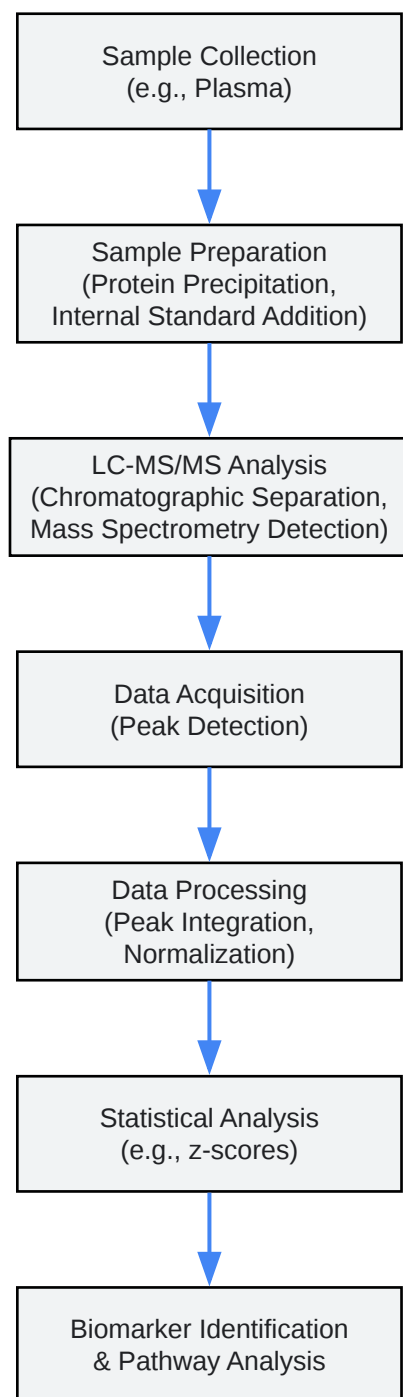 Sample Collection
(e.g., Plasma)
Sample Preparation
(Protein Precipitation,
Internal Standard Addition)
LC-MS/MS Analysis
(Chromatographic Separation,
Mass Spectrometry Detection)
Data Acquisition
(Peak Detection)
Data Processing
(Peak Integration,
Normalization)
Statistical Analysis
(e.g., z-scores)
Biomarker Identification
& Pathway Analysis